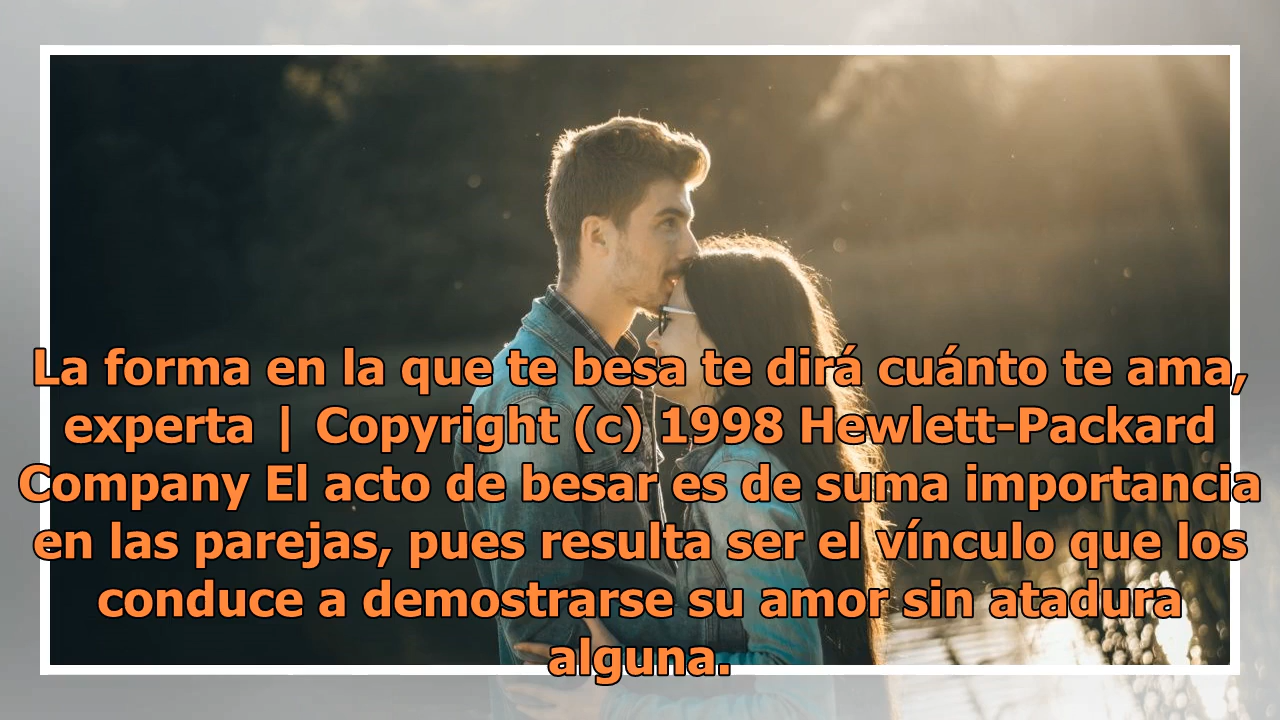 La forma en la que te besa te dirá cuánto te ama,
experta | Copyright (c) 1998 Hewlett-Packard
Company El acto de besar es de suma importancia
en las parejas, pues resulta ser el vínculo que los
conduce a demostrarse su amor sin atadura
alguna.